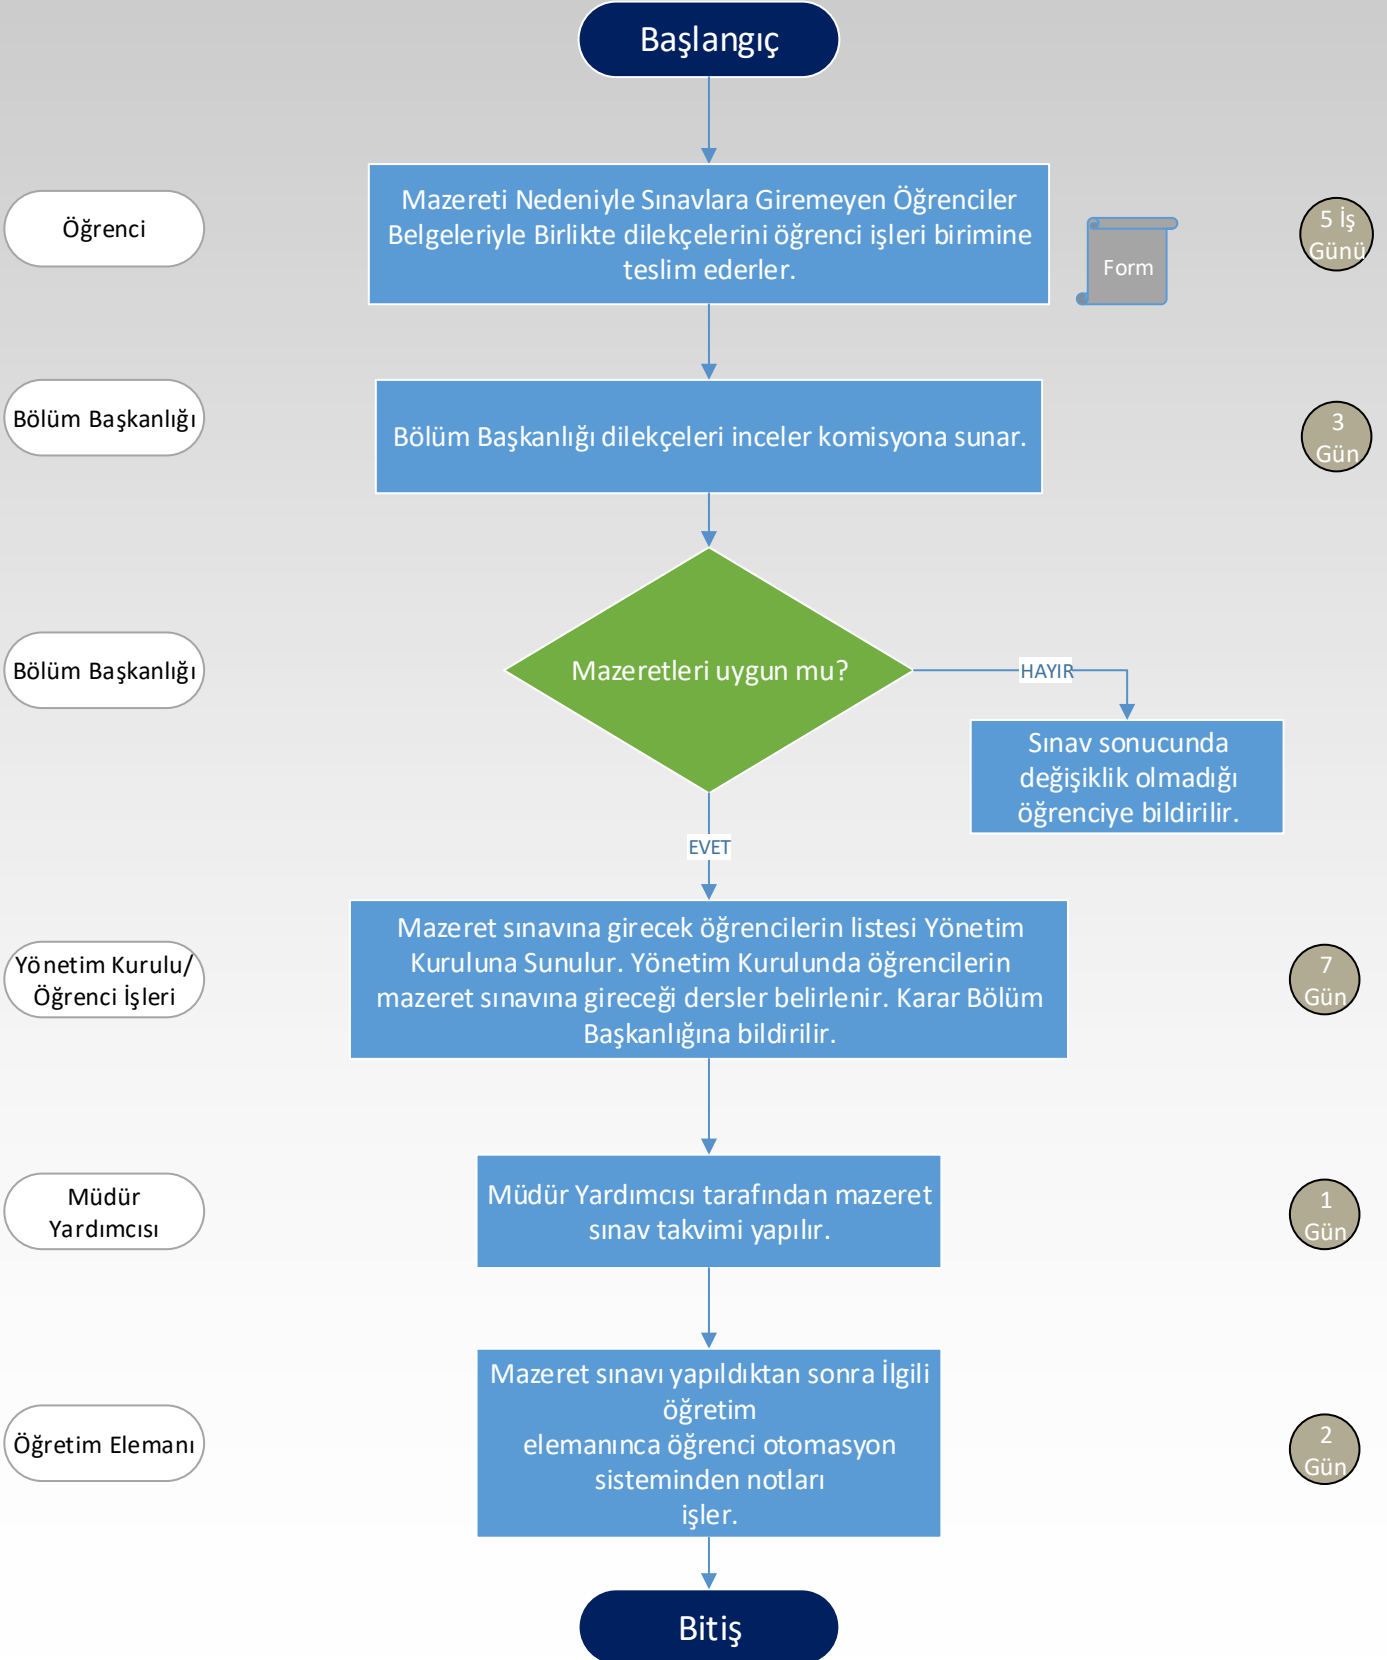 Başlangıç
Öğrenci
Mazereti Nedeniyle Sınavlara Giremeyen Öğrenciler
Belgeleriyle Birlikte dilekçelerini öğrenci işleri birimine
teslim ederler.
Form
5 İş
Günü
Bölüm Başkanlığı
Bölüm Başkanlığı dilekçeleri inceler komisyona sunar.
3
Gün
Bölüm Başkanlığı
Mazeretleri uygun mu?
HAYIR
Sınav sonucunda
değişiklik olmadığı
öğrenciye bildirilir.
EVET
Yönetim Kurulu/
Öğrenci İşleri
Mazeret sınavına girecek öğrencilerin listesi Yönetim
Kuruluna Sunulur. Yönetim Kurulunda öğrencilerin
mazeret sınavına gireceği dersler belirlenir. Karar Bölüm
Başkanlığına bildirilir.
7
Gün
Müdür
Yardımcısı
Müdür Yardımcısı tarafından mazeret
sınav takvimi yapılır.
1
Gün
Öğretim Elemanı
Mazeret sınavı yapıldıktan sonra İlgili
öğretim
elemanınca öğrenci otomasyon
sisteminden notları
işler.
2
Gün
Bitiş